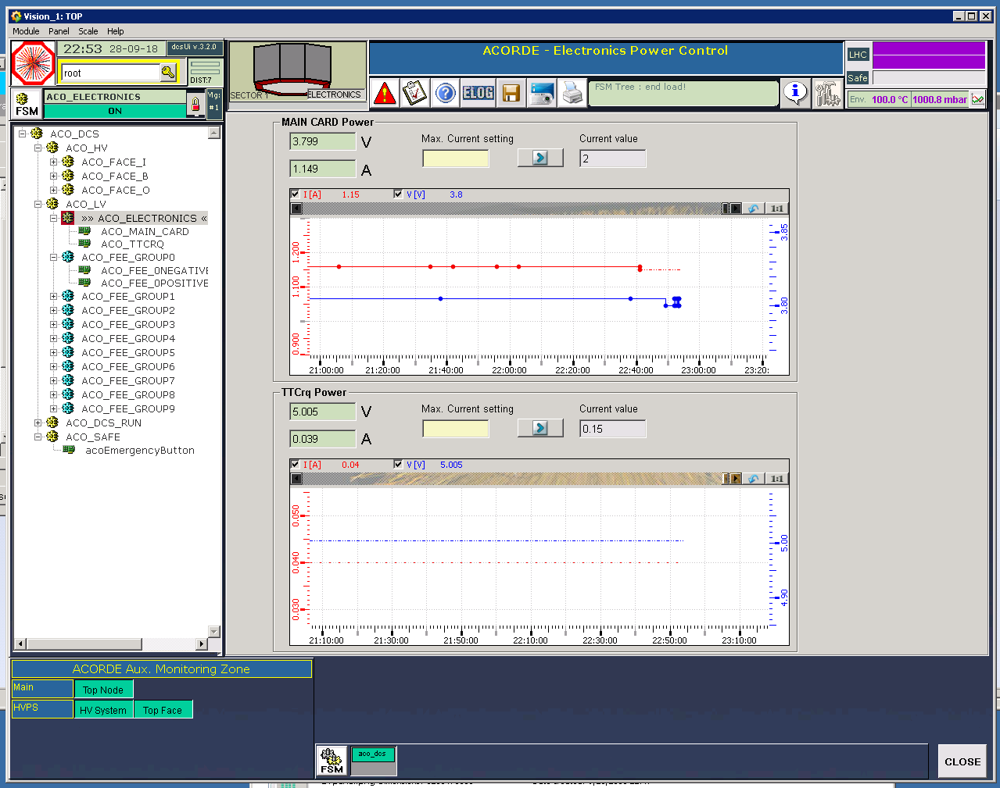 Vision_1: TOP
Module Panel Scale Help
22:53 28-09-18 dcsUi v.3.2.0
root
DIST:7
FSM
ACO_ELECTRONICS
ON
Mg:
#1
SECTOR 1 ELECTRONICS
ACORDE - Electronics Power Control
ELOG
FSM Tree : end load!
LHC
Safe
Env. 100.0 °C 1000.8 mbar
ACO_DCS
ACO_HV
ACO_FACE_I
ACO_FACE_B
ACO_FACE_O
ACO_LV
>> ACO_ELECTRONICS <
ACO_MAIN_CARD
ACO_TTCRQ
ACO_FEE_GROUP0
ACO_FEE_0NEGATIVE
ACO_FEE_0POSITIVE
ACO_FEE_GROUP1
ACO_FEE_GROUP2
ACO_FEE_GROUP3
ACO_FEE_GROUP4
ACO_FEE_GROUP5
ACO_FEE_GROUP6
ACO_FEE_GROUP7
ACO_FEE_GROUP8
ACO_FEE_GROUP9
ACO_DCS_RUN
ACO_SAFE
acoEmergencyButton
MAIN CARD Power
3.799 V
1.149 A
Max. Current setting
Current value
2
I [A] 1.15 V [V] 3.8
1:1
1.200
1.100
0.900
3.85
3.80
21:00:00 21:20:00 21:40:00 22:00:00 22:20:00 22:40:00 23:00:00 23:20:
TTCrq Power
5.005 V
0.039 A
Max. Current setting
Current value
0.15
I [A] 0.04 V [V] 5.005
1:1
0.050
0.040
0.030
5.00
4.90
21:10:00 21:30:00 21:50:00 22:10:00 22:30:00 22:50:00 23:10:00
ACORDE Aux. Monitoring Zone
Main Top Node
HVPS HV System Top Face
FSM
aco_dcs
CLOSE